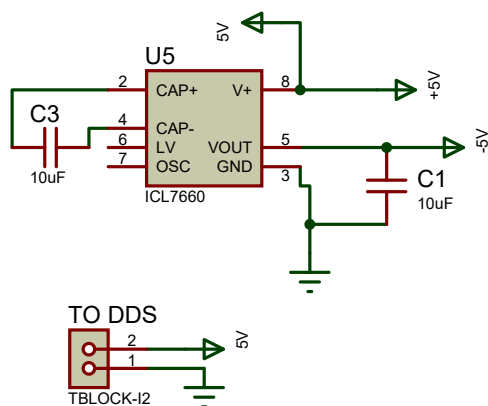 5V
U5
2
CAP+
V+
8
+5V
C3
4
CAP-
6
LV
VOUT
5
-5V
7
OSC
GND
3
10uF
ICL7660
C1
10uF
TO DDS
2
5V
1
TBLOCK-I2